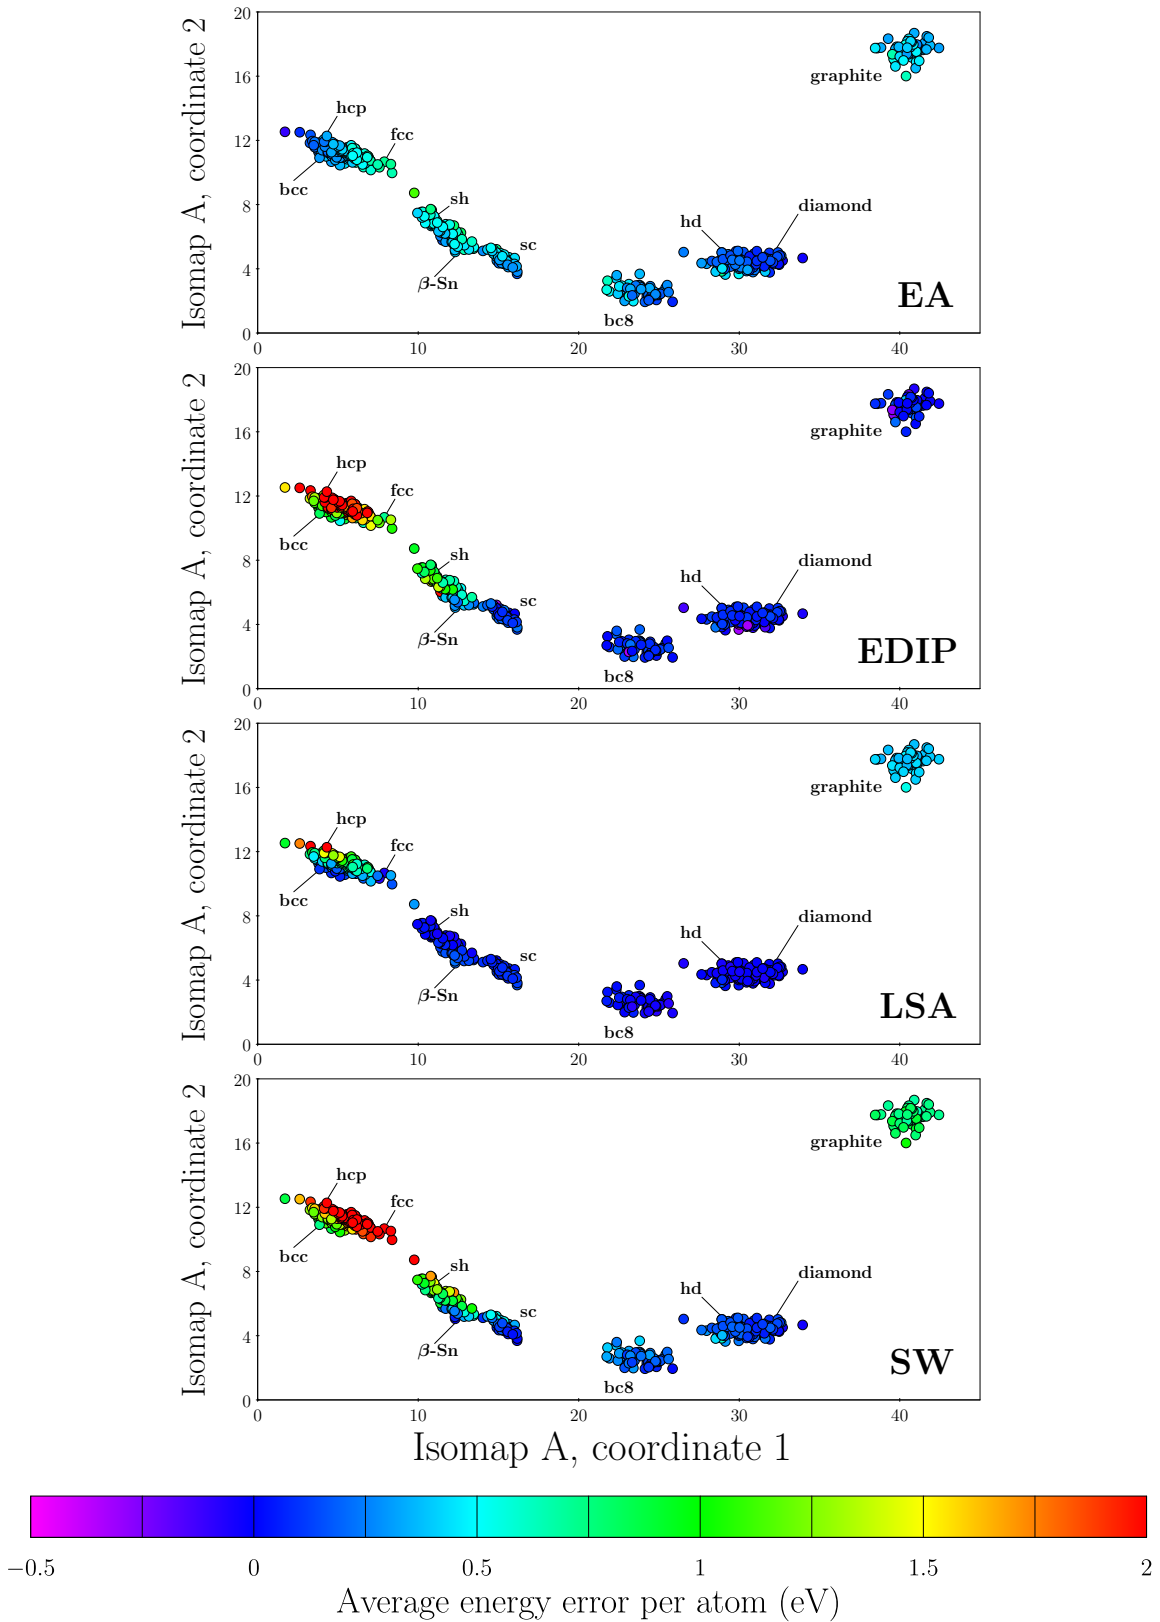 20
16
12
8
4
0
Isomap A, coordinate 2
hcp
fcc
bcc
sh
sc
β-Sn
bc8
hd
diamond
graphite
EA
0
10
20
30
40
20
16
12
8
4
0
Isomap A, coordinate 2
hcp
fcc
bcc
sh
sc
β-Sn
bc8
hd
diamond
graphite
EDIP
0
10
20
30
40
20
16
12
8
4
0
Isomap A, coordinate 2
hcp
fcc
bcc
sh
sc
β-Sn
bc8
hd
diamond
graphite
LSA
0
10
20
30
40
20
16
12
8
4
0
Isomap A, coordinate 2
hcp
fcc
bcc
sh
sc
β-Sn
bc8
hd
diamond
graphite
SW
0
10
20
30
40
Isomap A, coordinate 1
−0.5
0
0.5
1
1.5
2
Average energy error per atom (eV)